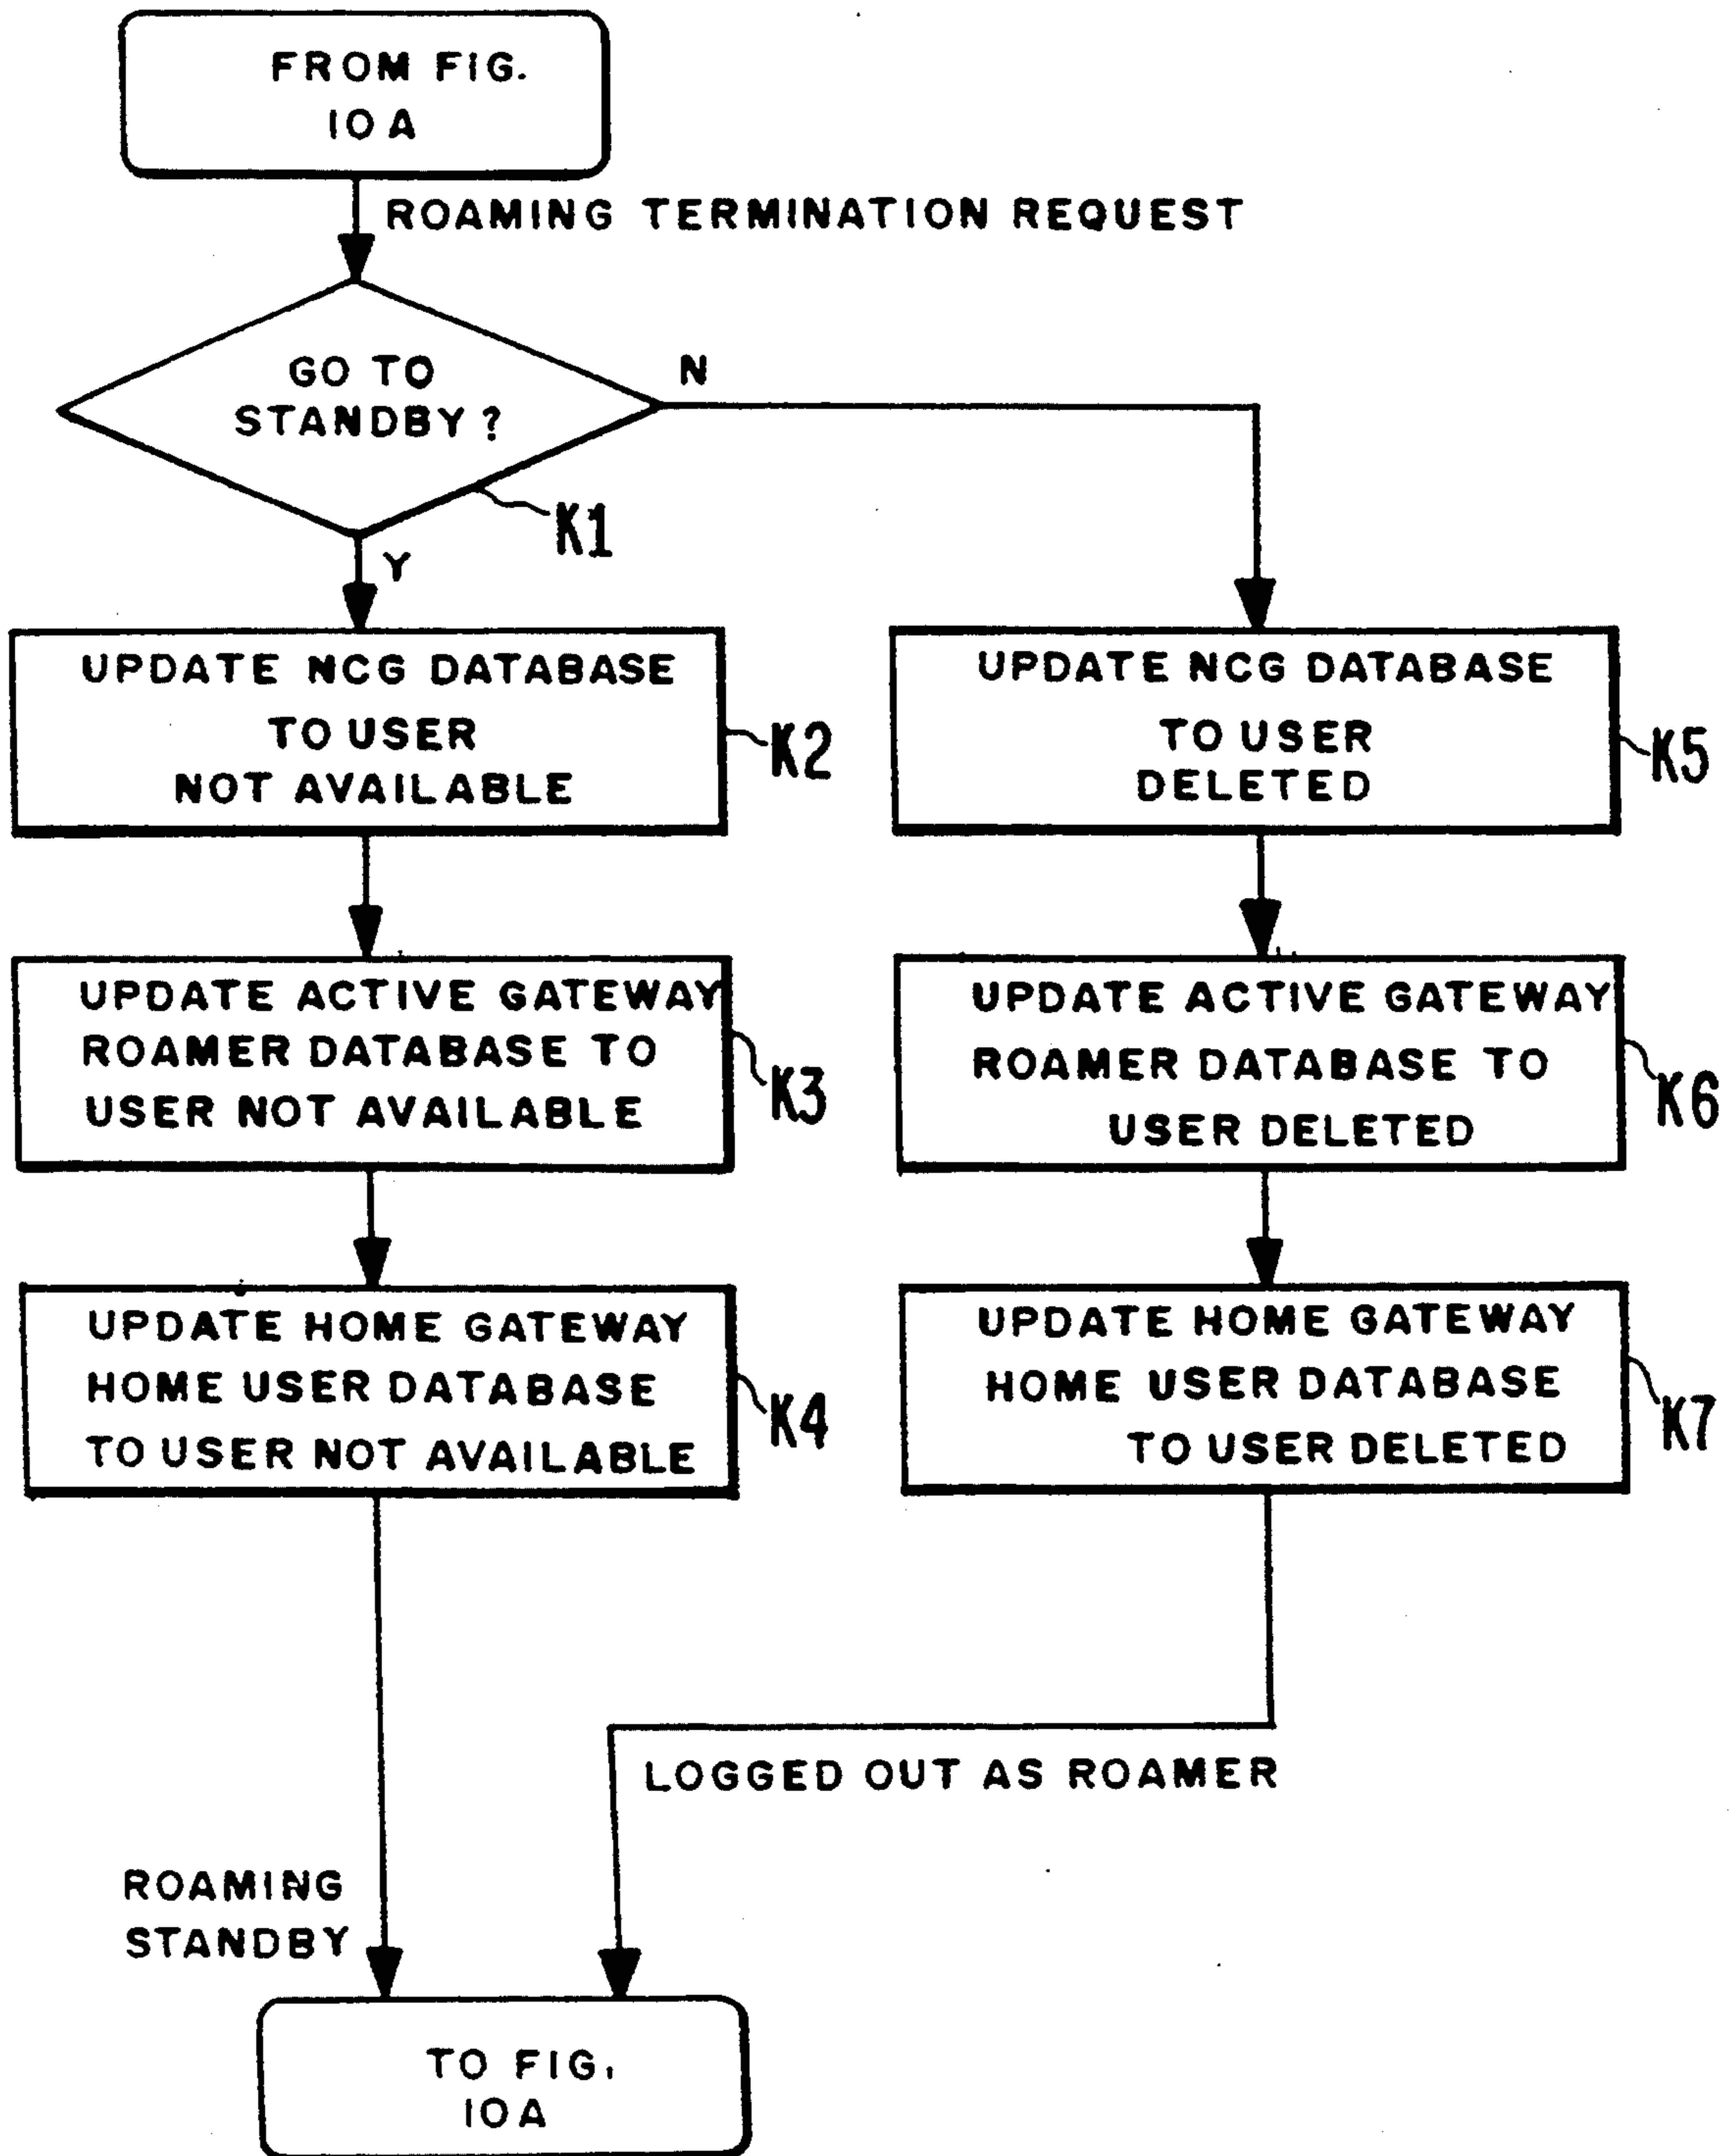 FROM FIG.
10A
ROAMING TERMINATION REQUEST
GO TO
STANDBY?
N
K1
Y
UPDATE NCG DATABASE
TO USER
NOT AVAILABLE
K2
UPDATE NCG DATABASE
TO USER
DELETED
K5
UPDATE ACTIVE GATEWAY
ROAMER DATABASE TO
USER NOT AVAILABLE
K3
UPDATE ACTIVE GATEWAY
ROAMER DATABASE TO
USER DELETED
K6
UPDATE HOME GATEWAY
HOME USER DATABASE
TO USER NOT AVAILABLE
K4
UPDATE HOME GATEWAY
HOME USER DATABASE
TO USER DELETED
K7
LOGGED OUT AS ROAMER
ROAMING
STANDBY
TO FIG.
10A